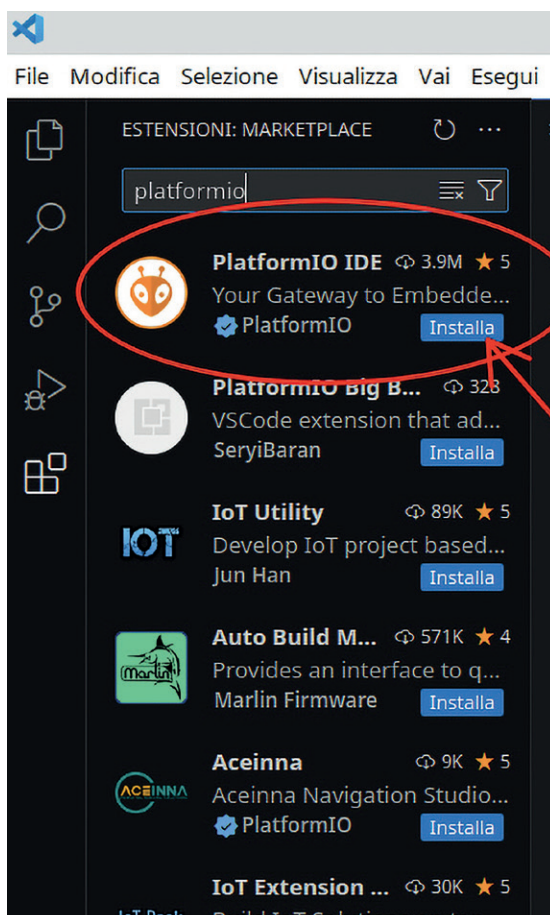 File Modifica Selezione Visualizza Vai Esegui
ESTENSIONI: MARKETPLACE
platformio
PlatformIO IDE 3.9M ★ 5
Your Gateway to Embedde...
PlatformIO Installa
PlatformIO Big B... 328
VSCode extension that ad...
SeryiBaran Installa
IoT Utility 89K ★ 5
IOT
Develop IoT project based...
Jun Han Installa
Auto Build M... 571K ★ 4
Provides an interface to q...
Marlin
Marlin Firmware Installa
Aceinna 9K ★ 5
ACEINNA
Aceinna Navigation Studio...
PlatformIO Installa
IoT Extension ... 30K ★ 5